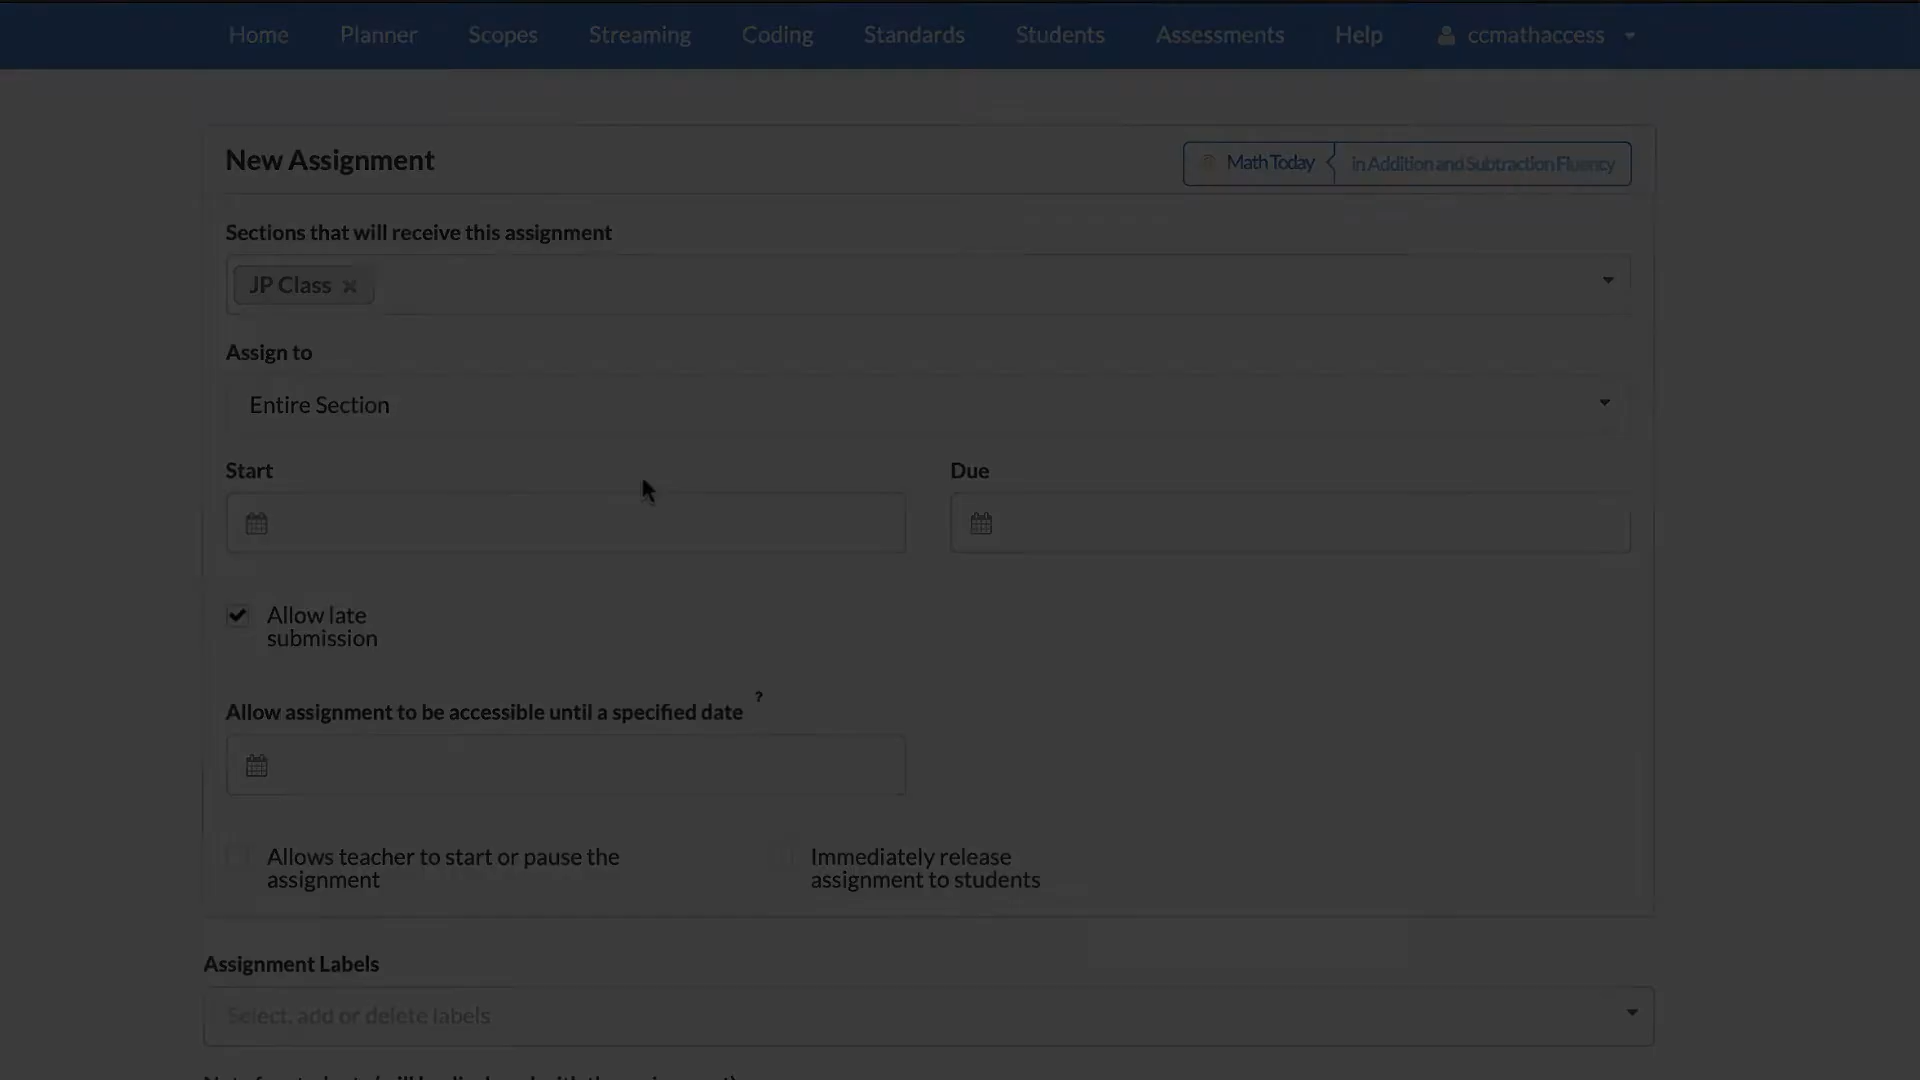 Home Planner Scopes Streaming Coding Standards Students Assessments Help ccmathaccess
New Assignment
Math Today in Addition and Subtraction Fluency
Sections that will receive this assignment
JP Class
Assign to
Entire Section
Start Due
Allow late
submission
Allow assignment to be accessible until a specified date ?
Allows teacher to start or pause the
assignment
Immediately release
assignment to students
Assignment Labels
Select, add or delete labels